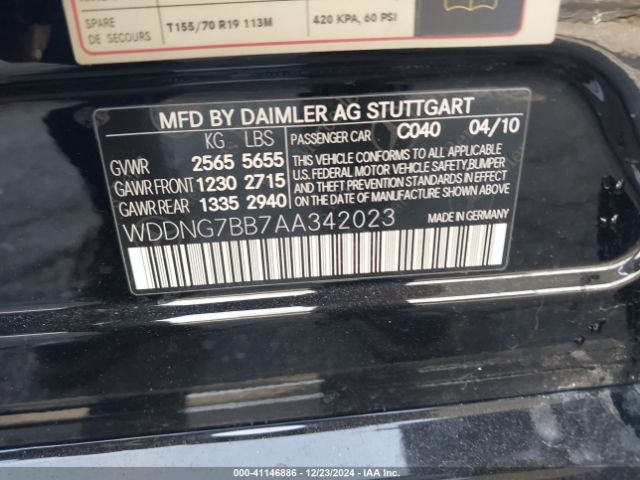 SPARE T155/70 R19 113M 420 KPA, 60 PSI
DE SECOURS
MFD BY DAIMLER AG STUTTGART
KG LBS PASSENGER CAR C040 04/10
GVWR 2565 5655
GAWR FRONT 1230 2715
GAWR REAR 1335 2940
THIS VEHICLE CONFORMS TO ALL APPLICABLE
U.S. FEDERAL MOTOR VEHICLE SAFETY, BUMPER
AND THEFT PREVENTION STANDARDS IN EFFECT
ON THE DATE OF MANUFACTURE SHOWN ABOVE.
WDDNG7BB7AA342023 MADE IN GERMANY
000-41146886 - 12/23/2024 - IAAI.com